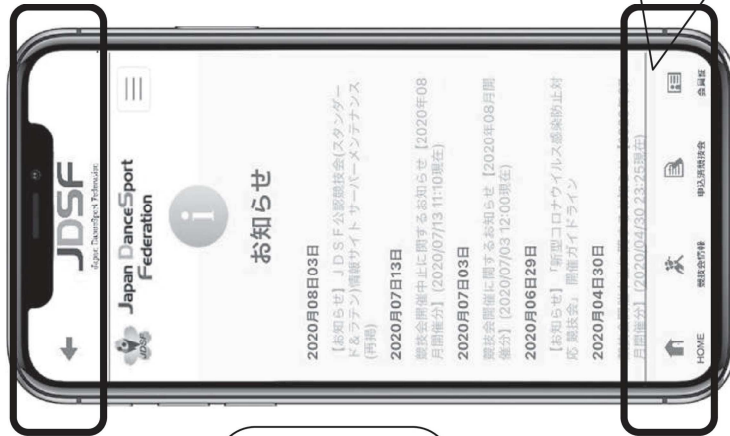 JDSF
Japan DanceSport Federation
JDSF
Japan DanceSport
Federation
お知らせ
2020月08日03日
【お知らせ】JDSF公認競技会(スタンダー
ド&ラテン)情報サイト サーバーメンテナンス
(再掲)
2020月07日13日
競技会開催中止に関するお知らせ【2020年08
月開催分】(2020/07/13 11:10現在)
2020月07日03日
競技会開催に関するお知らせ【2020年08月開
催分】(2020/07/03 12:00現在)
2020月06日29日
【お知らせ】「新型コロナウイルス感染防止対
応 競技会」開催ガイドライン
2020月04日30日
月開催分】(2020/04/30 23:25現在)
HOME
競技会情報
申込済競技会
会員証